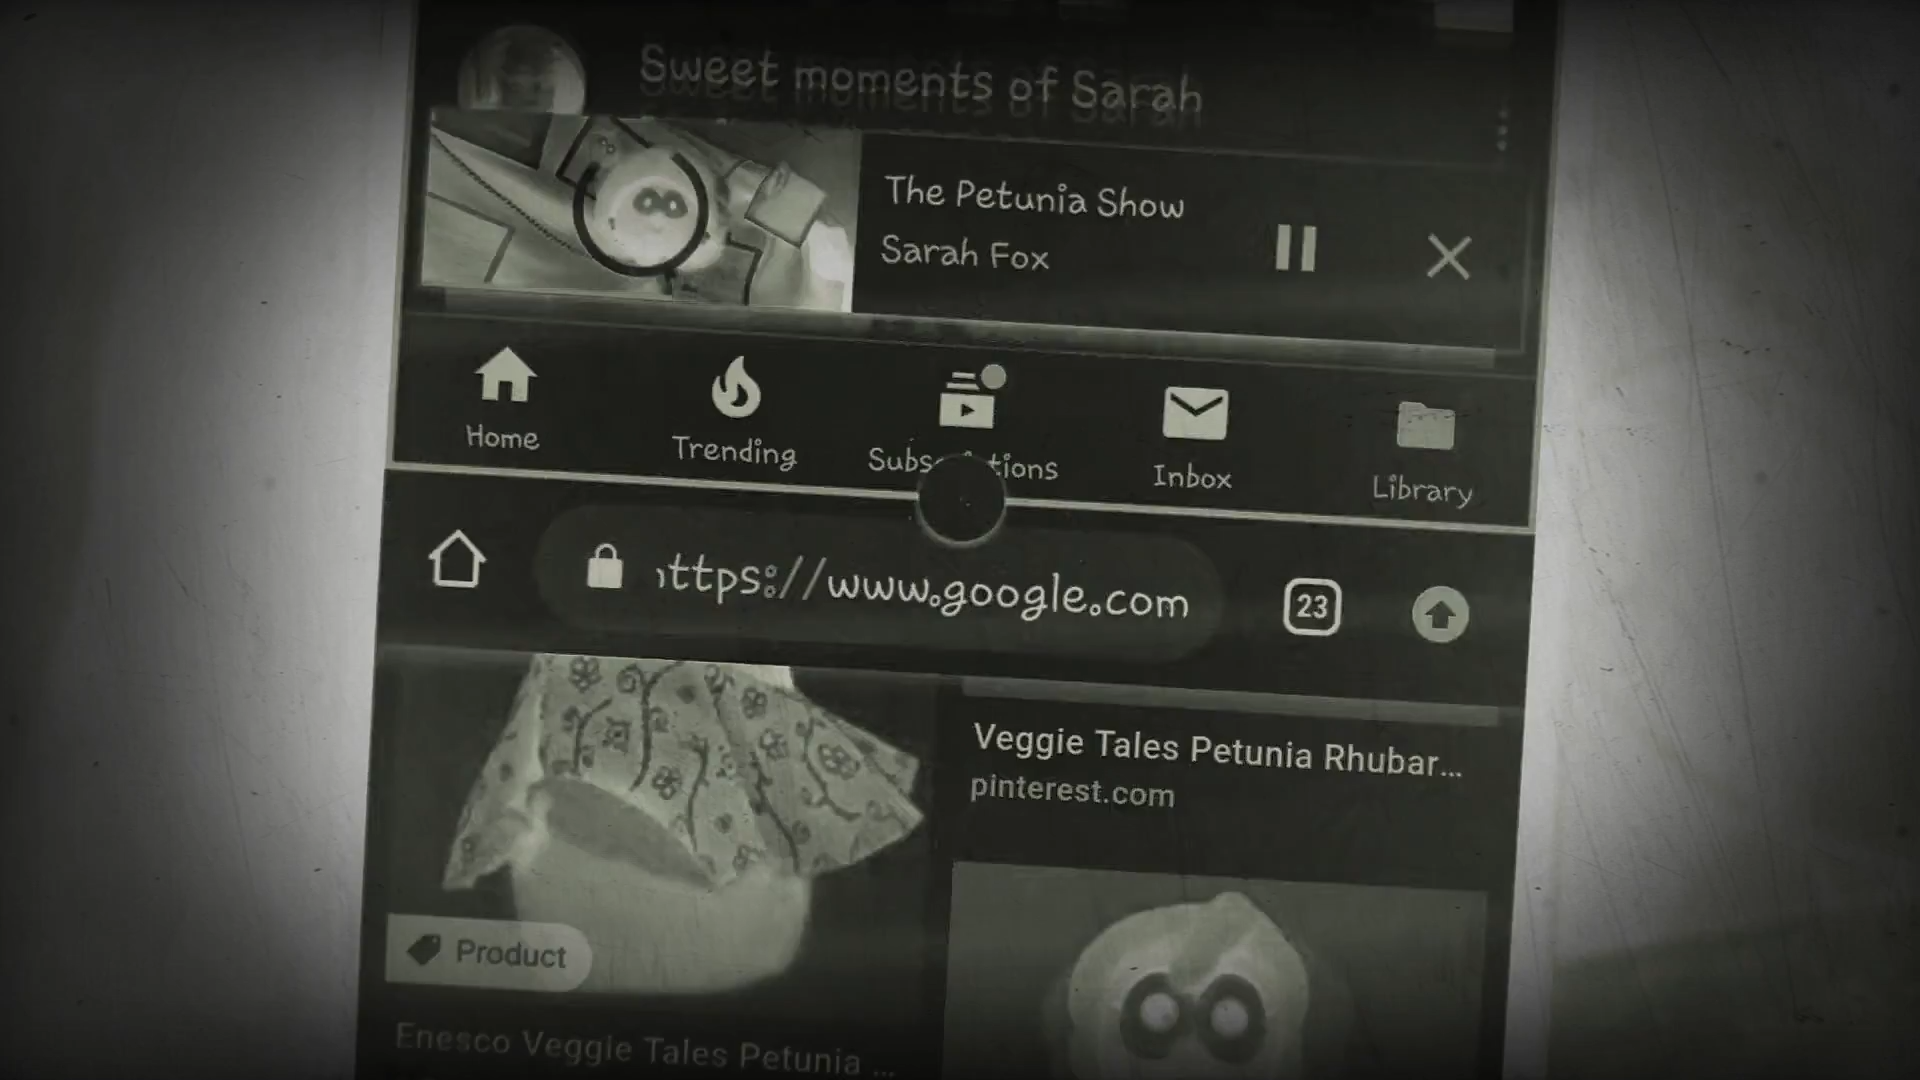 Sweet moments of Sarah
The Petunia Show
Sarah Fox
Home
Trending
Inbox
Library
ttps://www.google.com
23
Veggie Tales Petunia Rhubar...
pinterest.com
Product
Enesco Veggie Tales Petunia ...